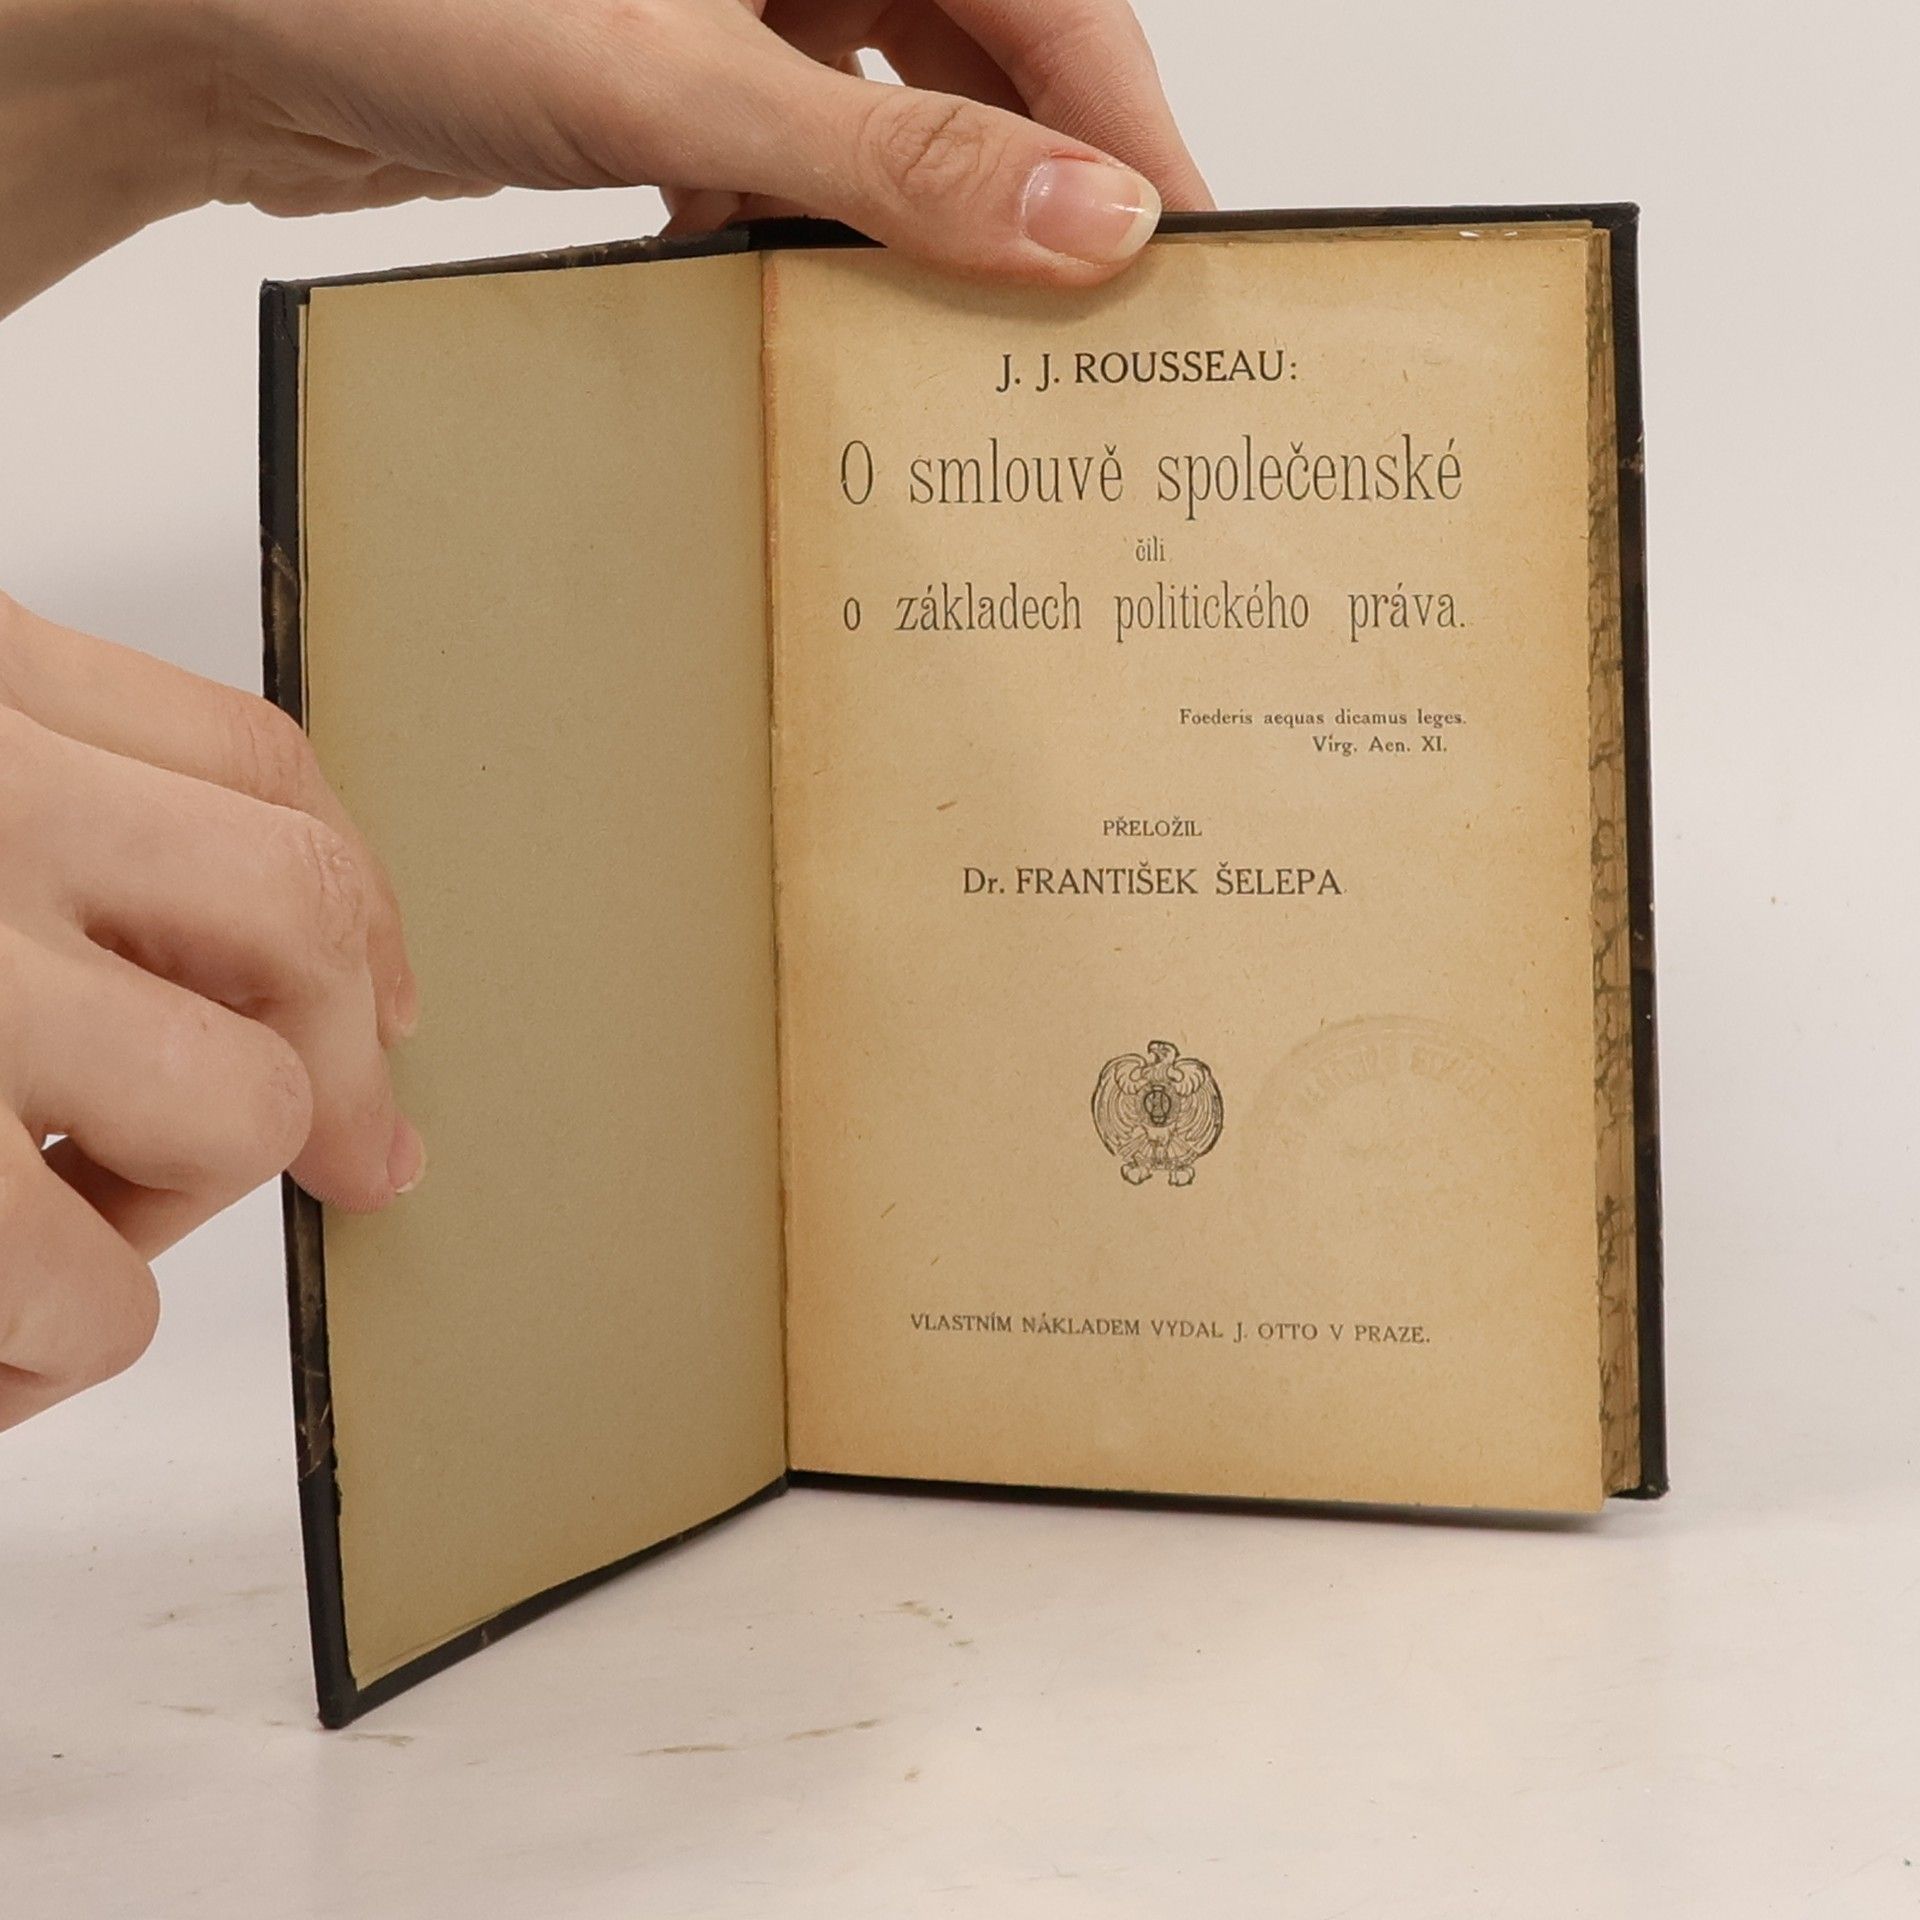 J. J. ROUSSEAU:
O smlouvě společenské
čili
o základech politického práva.
Foederis aequas dicamus leges.
Virg. Aen. XI.
PŘELOŽIL
Dr. FRANTIŠEK ŠELEPA.
VLASTNÍM NÁKLADEM VYDAL J. OTTO V PRAZE.